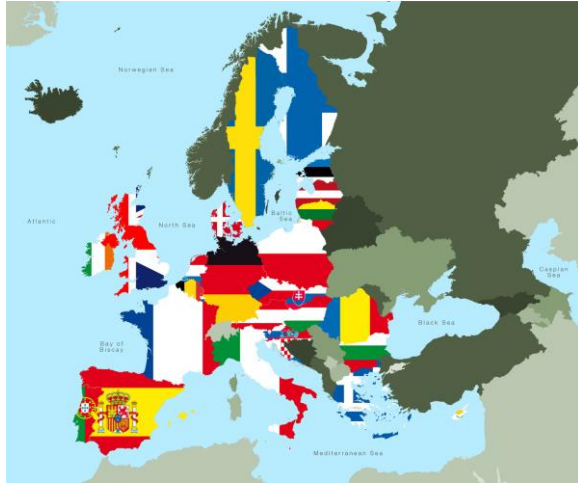 Norwegian Sea
Atlantic
North Sea
Baltic
Sea
Caspian
Sea
Black Sea
Bay of
Biscay
Mediterranean Sea